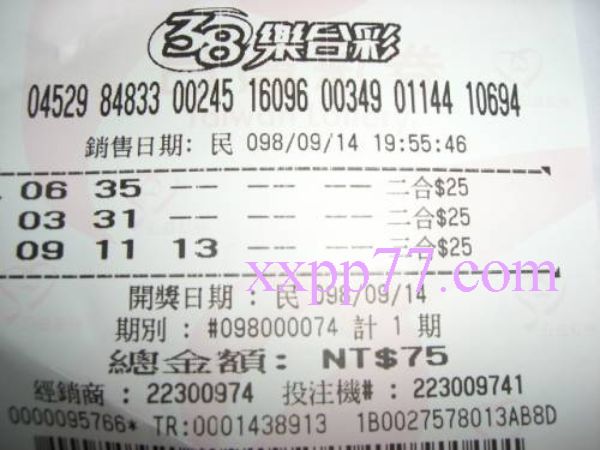 38樂合彩
04529 84833 00245 16096 00349 01144 10694
銷售日期: 民 098/09/14 19:55:46
06 35 -- -- -- -- 二合$25
03 31 -- -- -- -- 二合$25
09 11 13 -- -- -- 三合$25
xxpp77.com
開獎日期 : 民 098/09/14
期別 : #098000074 計 1 期
總金額: NT$75
經銷商 : 22300974 投注機# : 223009741
0000095766* TR:0001438913 1B0027578013AB8D